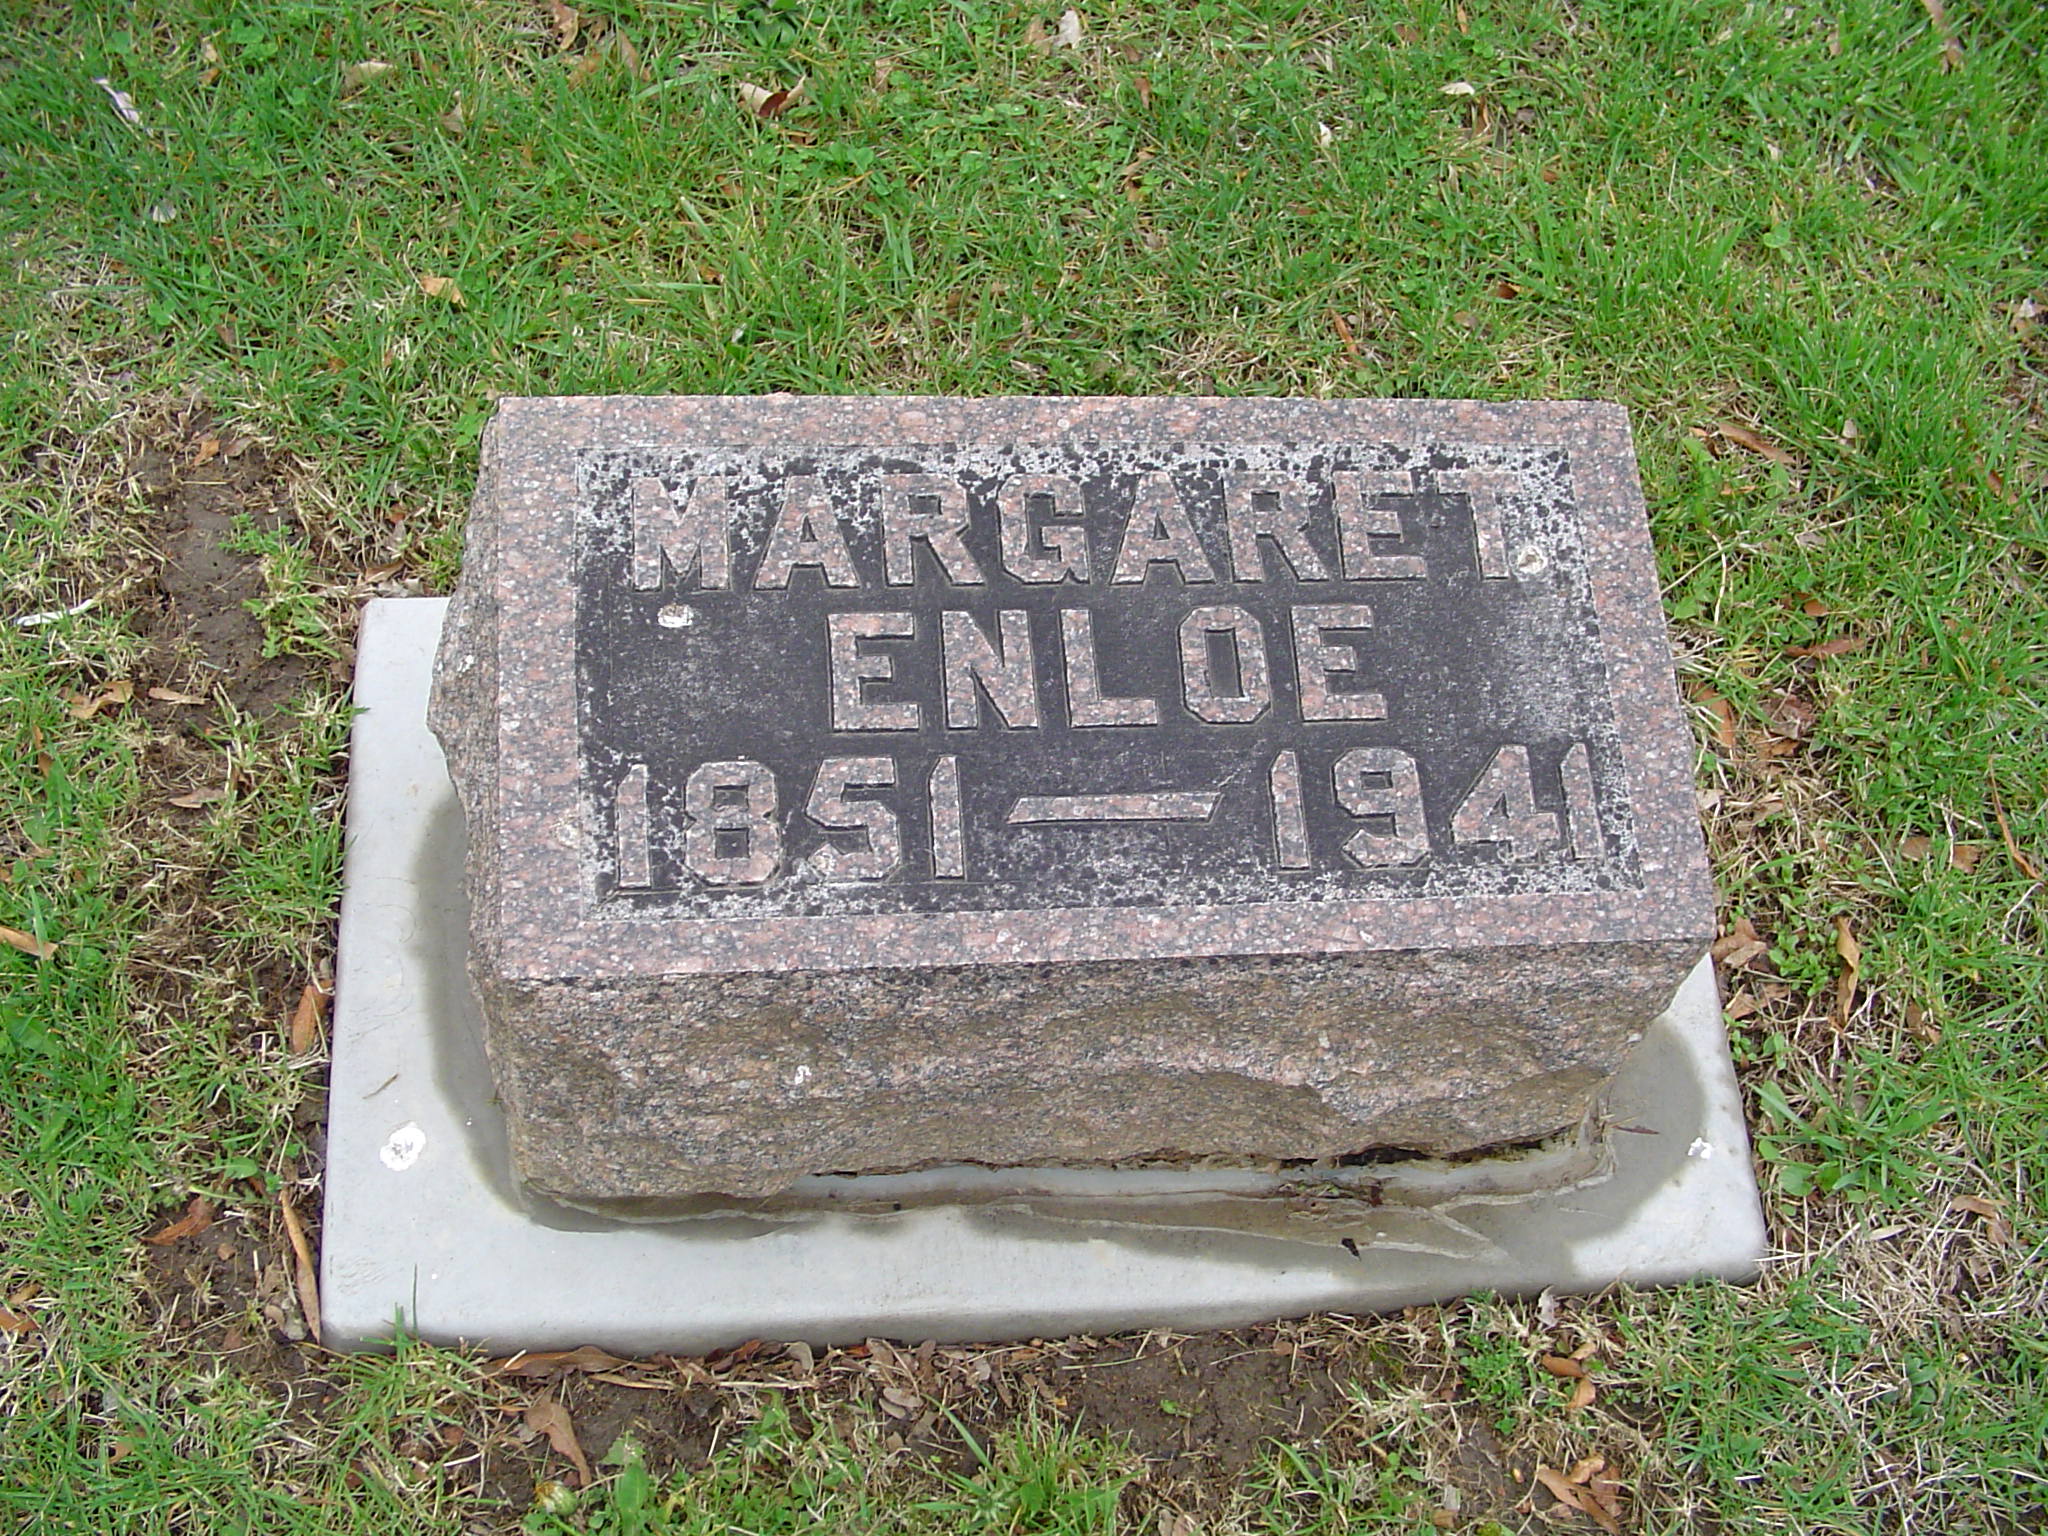 MARGARET
ENLOE
1851 — 1941